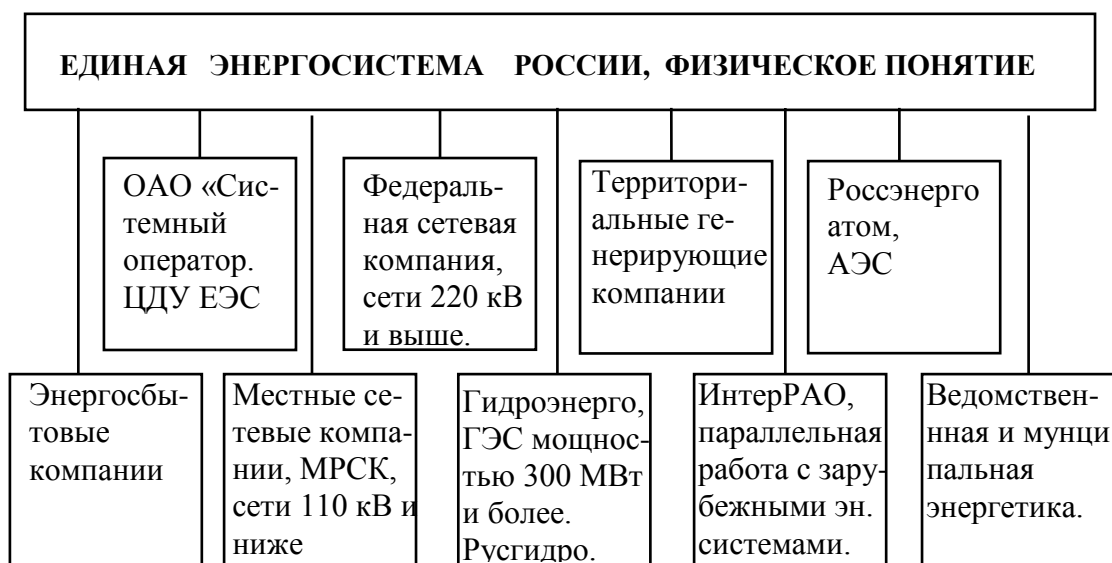 ЕДИНАЯ ЭНЕРГОСИСТЕМА РОССИИ, ФИЗИЧЕСКОЕ ПОНЯТИЕ
ОАО «Сис-
темный
оператор.
ЦДУ ЕЭС
Федераль-
ная сетевая
компания,
сети 220 кВ
и выше.
Территори-
альные ге-
нерирующие
компании
Россэнерго
атом,
АЭС
Энергосбы-
товые
компании
Местные се-
тевые компа-
нии, МРСК,
сети 110 кВ и
ниже
Гидроэнерго,
ГЭС мощнос-
тью 300 МВт
и более.
Русгидро.
ИнтерРАО,
параллельная
работа с зару-
бежными эн.
системами.
Ведомствен-
нная и мунци
пальная
энергетика.